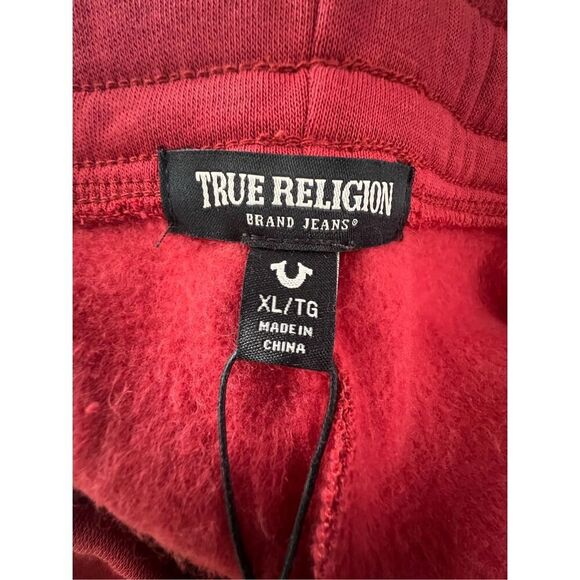 TRUE RELIGION
BRAND JEANS®
XL/TG
MADE IN
CHINA